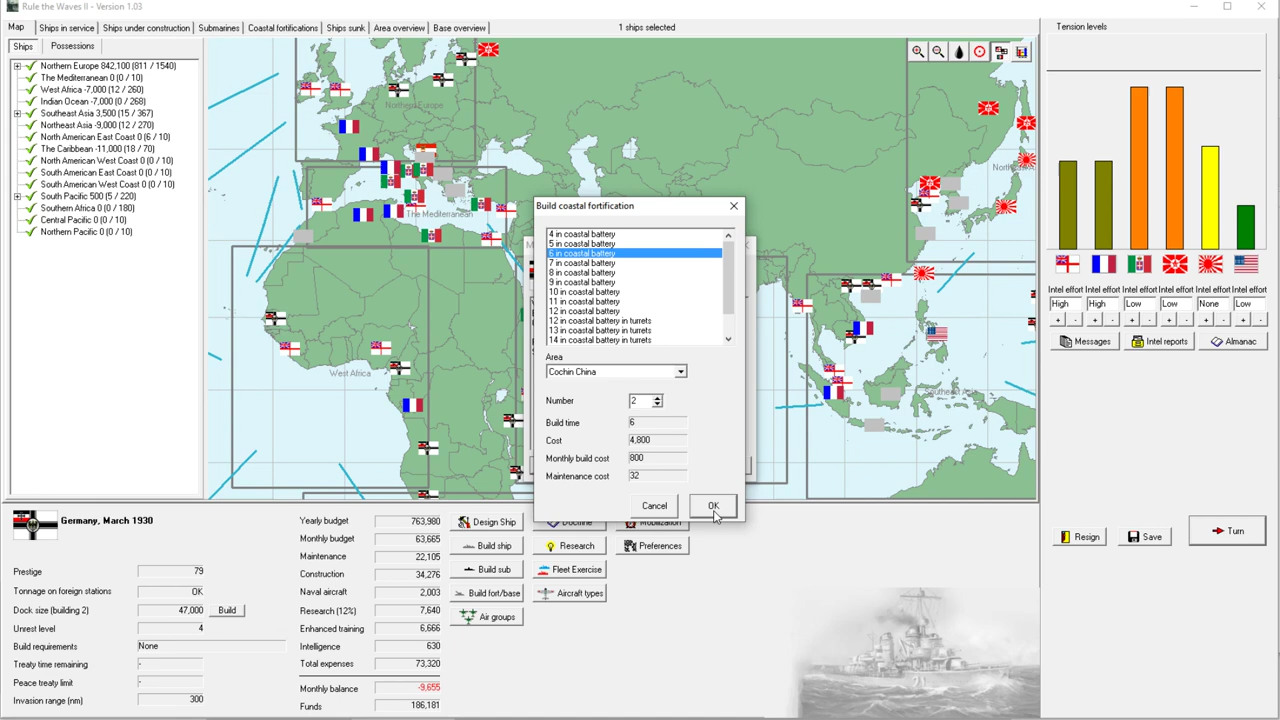 Rule the Waves II - Version 1.03
Map Ships in service Ships under construction Submarines Coastal fortifications Ships sunk Area overview Base overview 1 ships selected
Ships Possessions
Northern Europe 842,100 (811 / 1540)
The Mediterranean 0 (0 / 10)
West Africa -7,000 (12 / 260)
Indian Ocean -7,000 (0 / 268)
Southeast Asia 3,500 (15 / 367)
Northeast Asia -9,000 (12 / 270)
North American East Coast 0 (6 / 10)
The Caribbean -11,000 (18 / 70)
North American West Coast 0 (0 / 10)
South American East Coast 0 (0 / 10)
South American West Coast 0 (0 / 10)
South Pacific 500 (5 / 220)
Southern Africa 0 (0 / 180)
Central Pacific 0 (0 / 10)
Northern Pacific 0 (0 / 10)
Northern Europe
The Mediterranean
West Africa
Build coastal fortification
4 in coastal battery
5 in coastal battery
6 in coastal battery
7 in coastal battery
8 in coastal battery
9 in coastal battery
10 in coastal battery
11 in coastal battery
12 in coastal battery
12 in coastal battery in turrets
13 in coastal battery in turrets
14 in coastal battery in turrets
Area
Cochin China
Number 2
Build time 6
Cost 4,800
Monthly build cost 800
Maintenance cost 32
Cancel OK
Tension levels
Intel effort Intel effort Intel effort Intel effort Intel effort Intel effort
High High Low Low None Low
+ - + - + - + - + - + -
Messages Intel reports Almanac
Resign Save Turn
Germany, March 1930
Prestige 79
Tonnage on foreign stations OK
Dock size (building 2) 47,000 Build
Unrest level 4
Build requirements None
Treaty time remaining -
Peace treaty limit -
Invasion range (nm) 300
Yearly budget 763,980
Monthly budget 63,665
Maintenance 22,105
Construction 34,276
Naval aircraft 2,003
Research (12%) 7,640
Enhanced training 6,666
Intelligence 630
Total expenses 73,320
Monthly balance -9,655
Funds 186,181
Design Ship Doctrine Mobilization
Build ship Research Preferences
Build sub Fleet Exercise
Build fort/base Aircraft types
Air groups